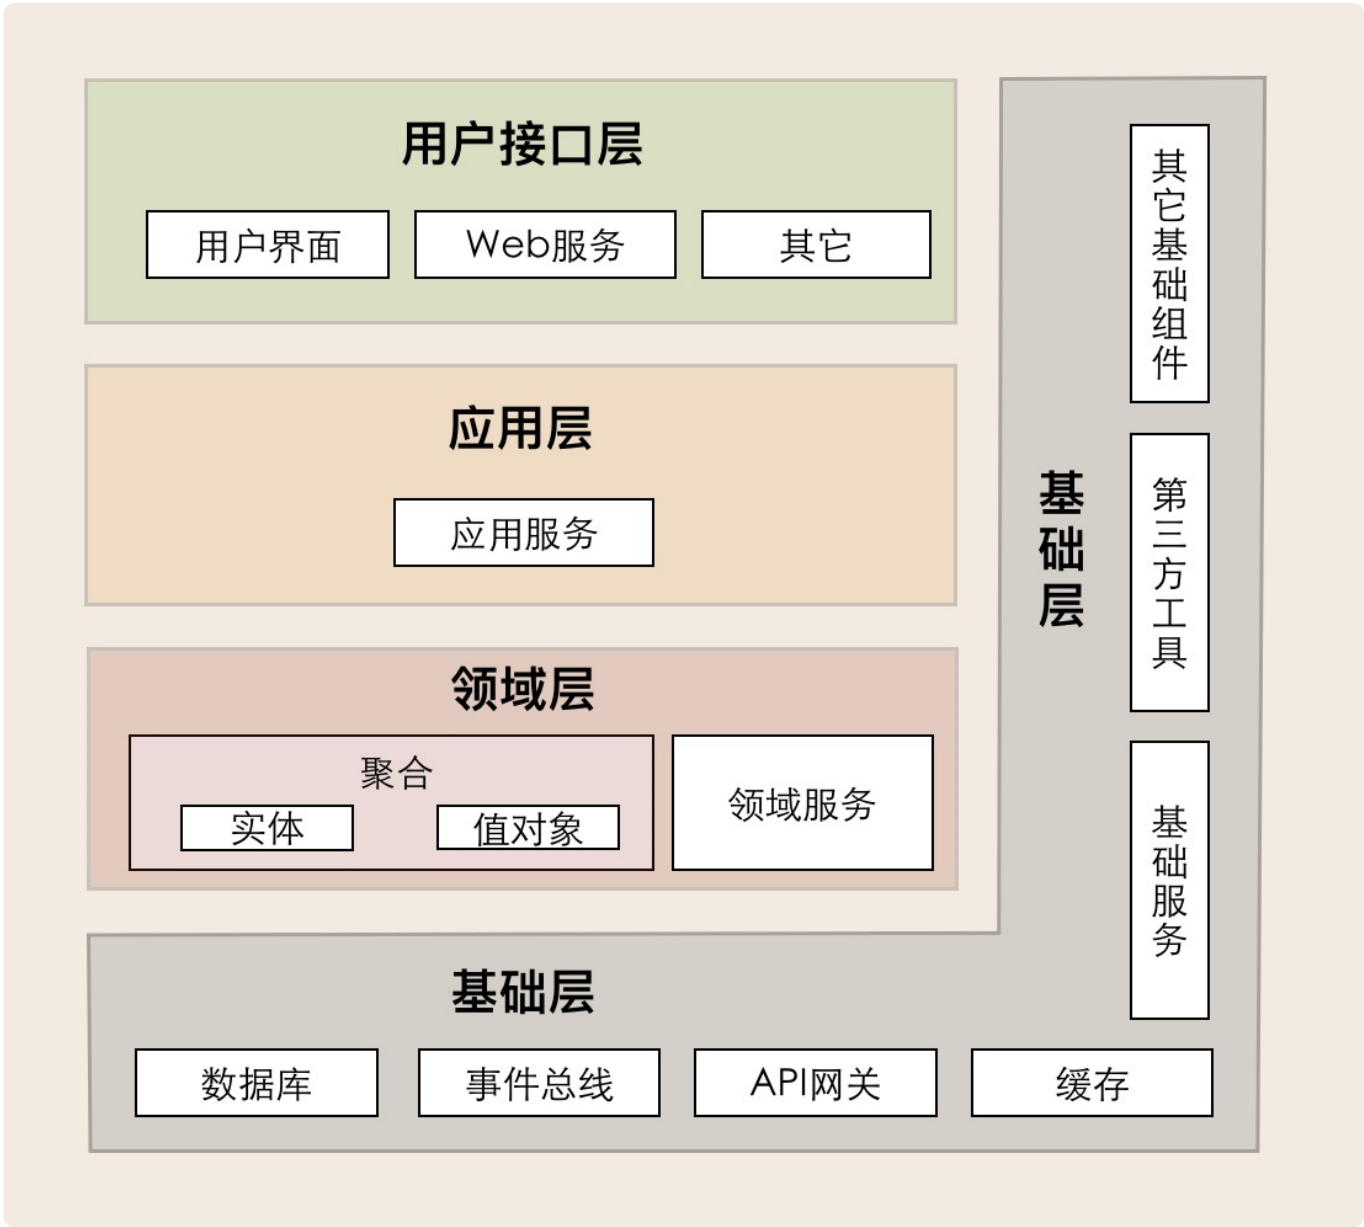 用户接口层
用户界面
Web服务
其它
应用层
应用服务
领域层
聚合
实体
值对象
领域服务
基础层
数据库
事件总线
API网关
缓存
基础层
其它基础组件
第三方工具
基础服务